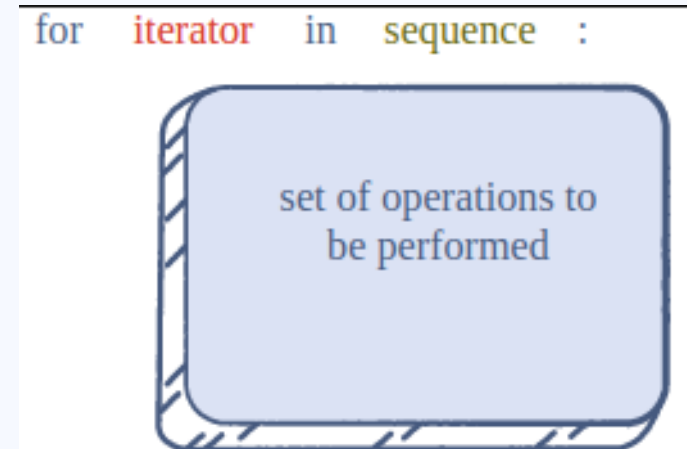 for iterator in sequence :
set of operations to
be performed